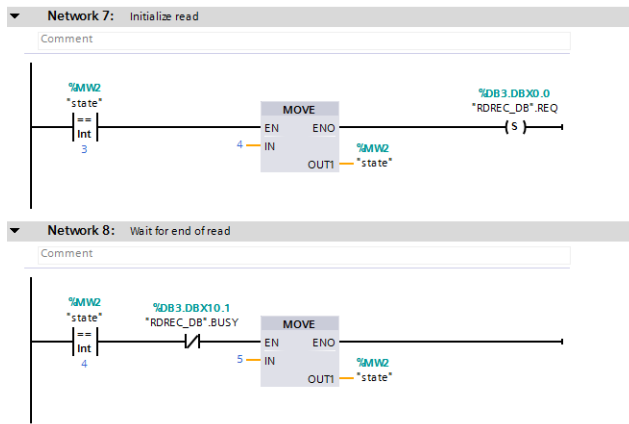 Network 7: Initialize read
Comment
%MW2
"state"
==
Int
3
MOVE
EN ENO
4 IN
OUT1
%MW2
"state"
%DB3.DBX0.0
"RDREC_DB".REQ
S
Network 8: Wait for end of read
Comment
%MW2
"state"
==
Int
4
%DB3.DBX10.1
"RDREC_DB".BUSY
MOVE
EN ENO
5 IN
OUT1
%MW2
"state"